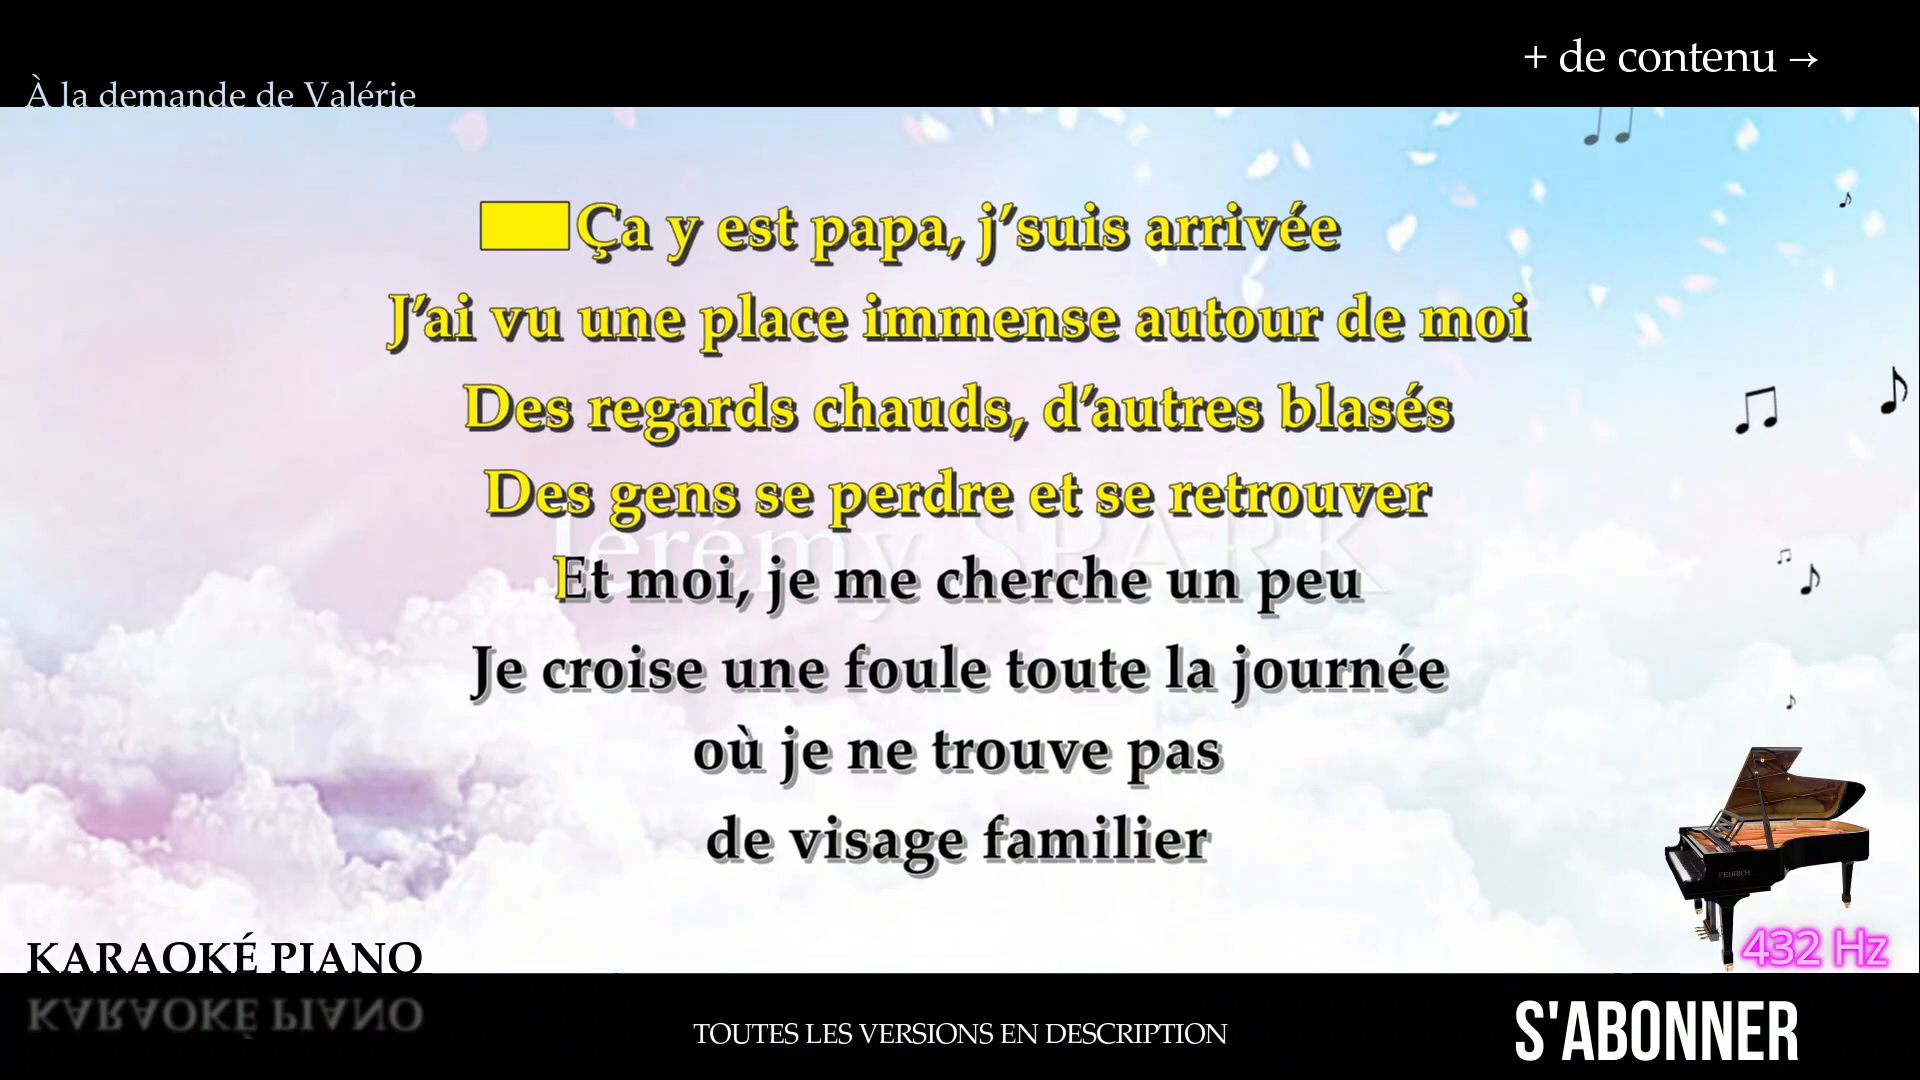 + de contenu →
À la demande de Valérie
Ça y est papa, j’suis arrivée
J’ai vu une place immense autour de moi
Des regards chauds, d’autres blasés
Des gens se perdre et se retrouver
Jérémy SPARK
Et moi, je me cherche un peu
Je croise une foule toute la journée
où je ne trouve pas
de visage familier
FEURICH
KARAOKÉ PIANO
432 Hz
KARAOKÉ PIANO
TOUTES LES VERSIONS EN DESCRIPTION
S'ABONNER